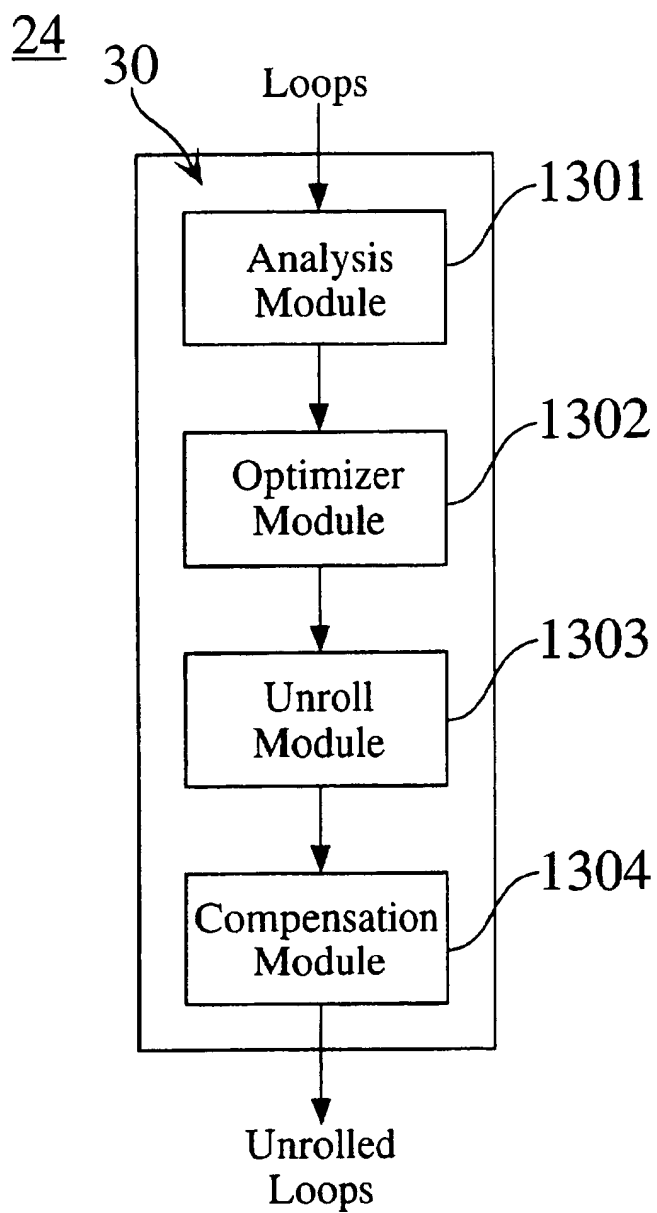 24
30
Loops
1301
Analysis
Module
1302
Optimizer
Module
1303
Unroll
Module
1304
Compensation
Module
Unrolled
Loops